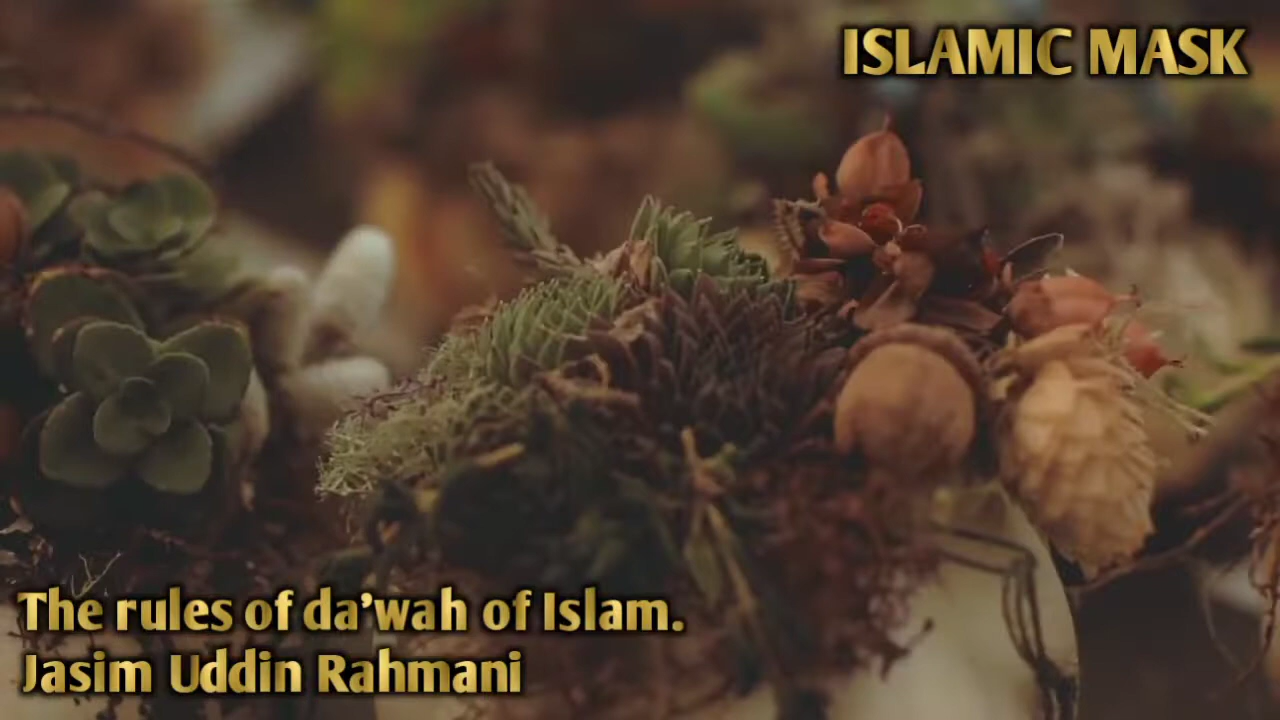 ISLAMIC MASK
The rules of da'wah of Islam.
Jasim Uddin Rahmani